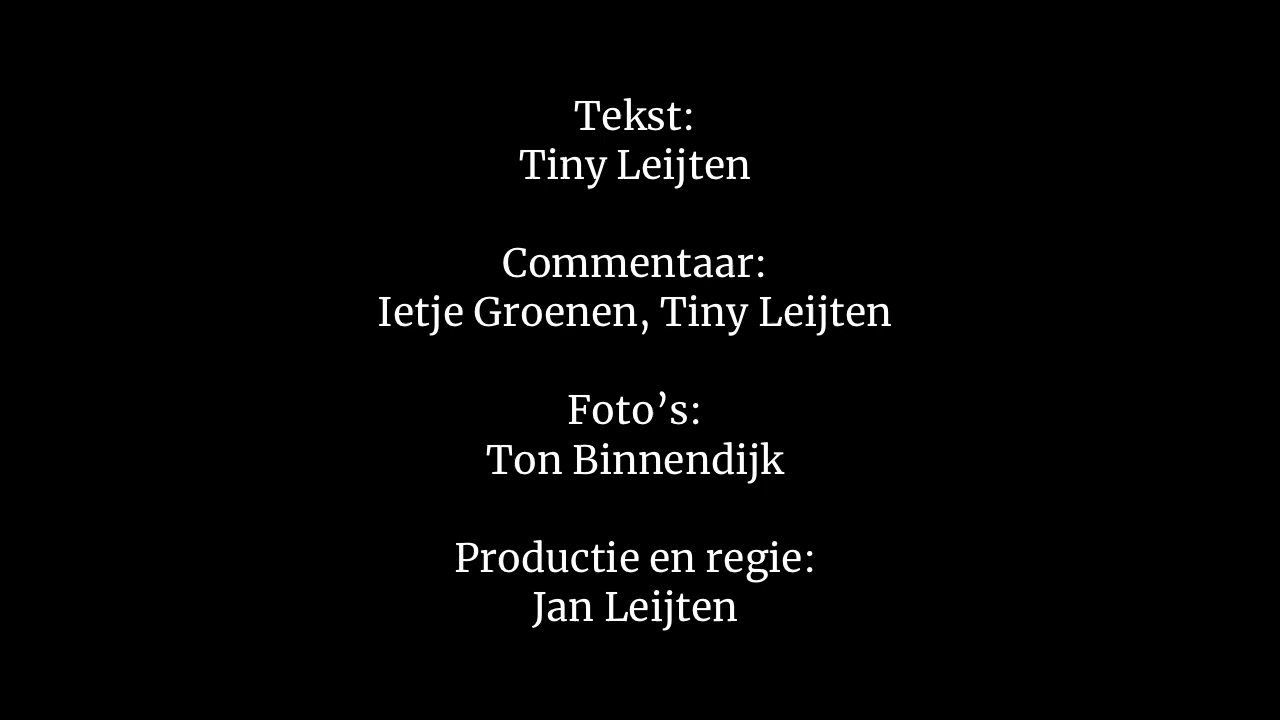 Tekst:
Tiny Leijten
Commentaar:
Ietje Groenen, Tiny Leijten
Foto’s:
Ton Binnendijk
Productie en regie:
Jan Leijten